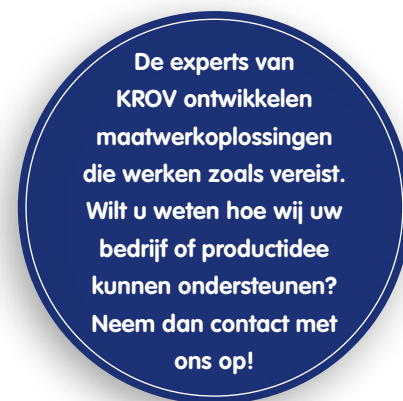 De experts van
KROV ontwikkelen
maatwerkoplossingen
die werken zoals vereist.
Wilt u weten hoe wij uw
bedrijf of productidee
kunnen ondersteunen?
Neem dan contact met
ons op!